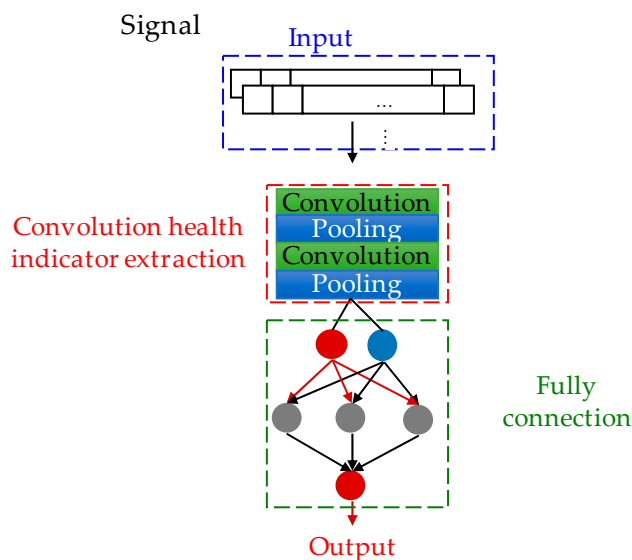 Signal
Input
...
...
Convolution
Pooling
Convolution
Pooling
Convolution health
indicator extraction
Fully
connection
Output